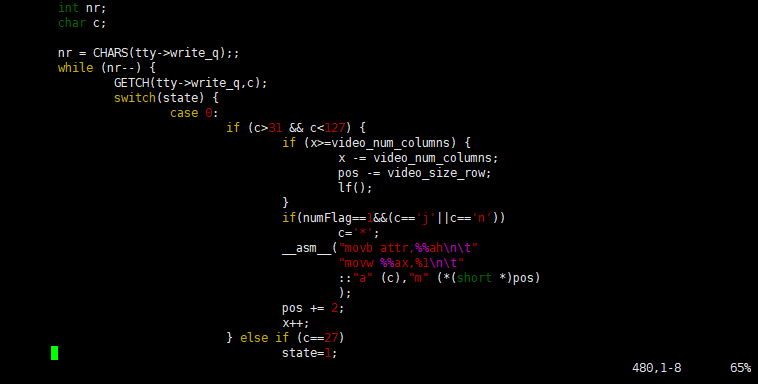 int nr;
char c;
nr = CHARS(tty->write_q);;
while (nr--) {
GETCH(tty->write_q,c);
switch(state) {
case 0:
if (c>31 && c<127) {
if (x>=video_num_columns) {
x -= video_num_columns;
pos -= video_size_row;
lf();
}
if(numFlag==1&&(c=='j'||c=='n'))
c='*';
__asm__("movb attr,%%ah\n\t"
"movw %%ax,%1\n\t"
::"a" (c),"m" (*(short *)pos)
);
pos += 2;
x++;
} else if (c==27)
state=1;
480,1-8 65%